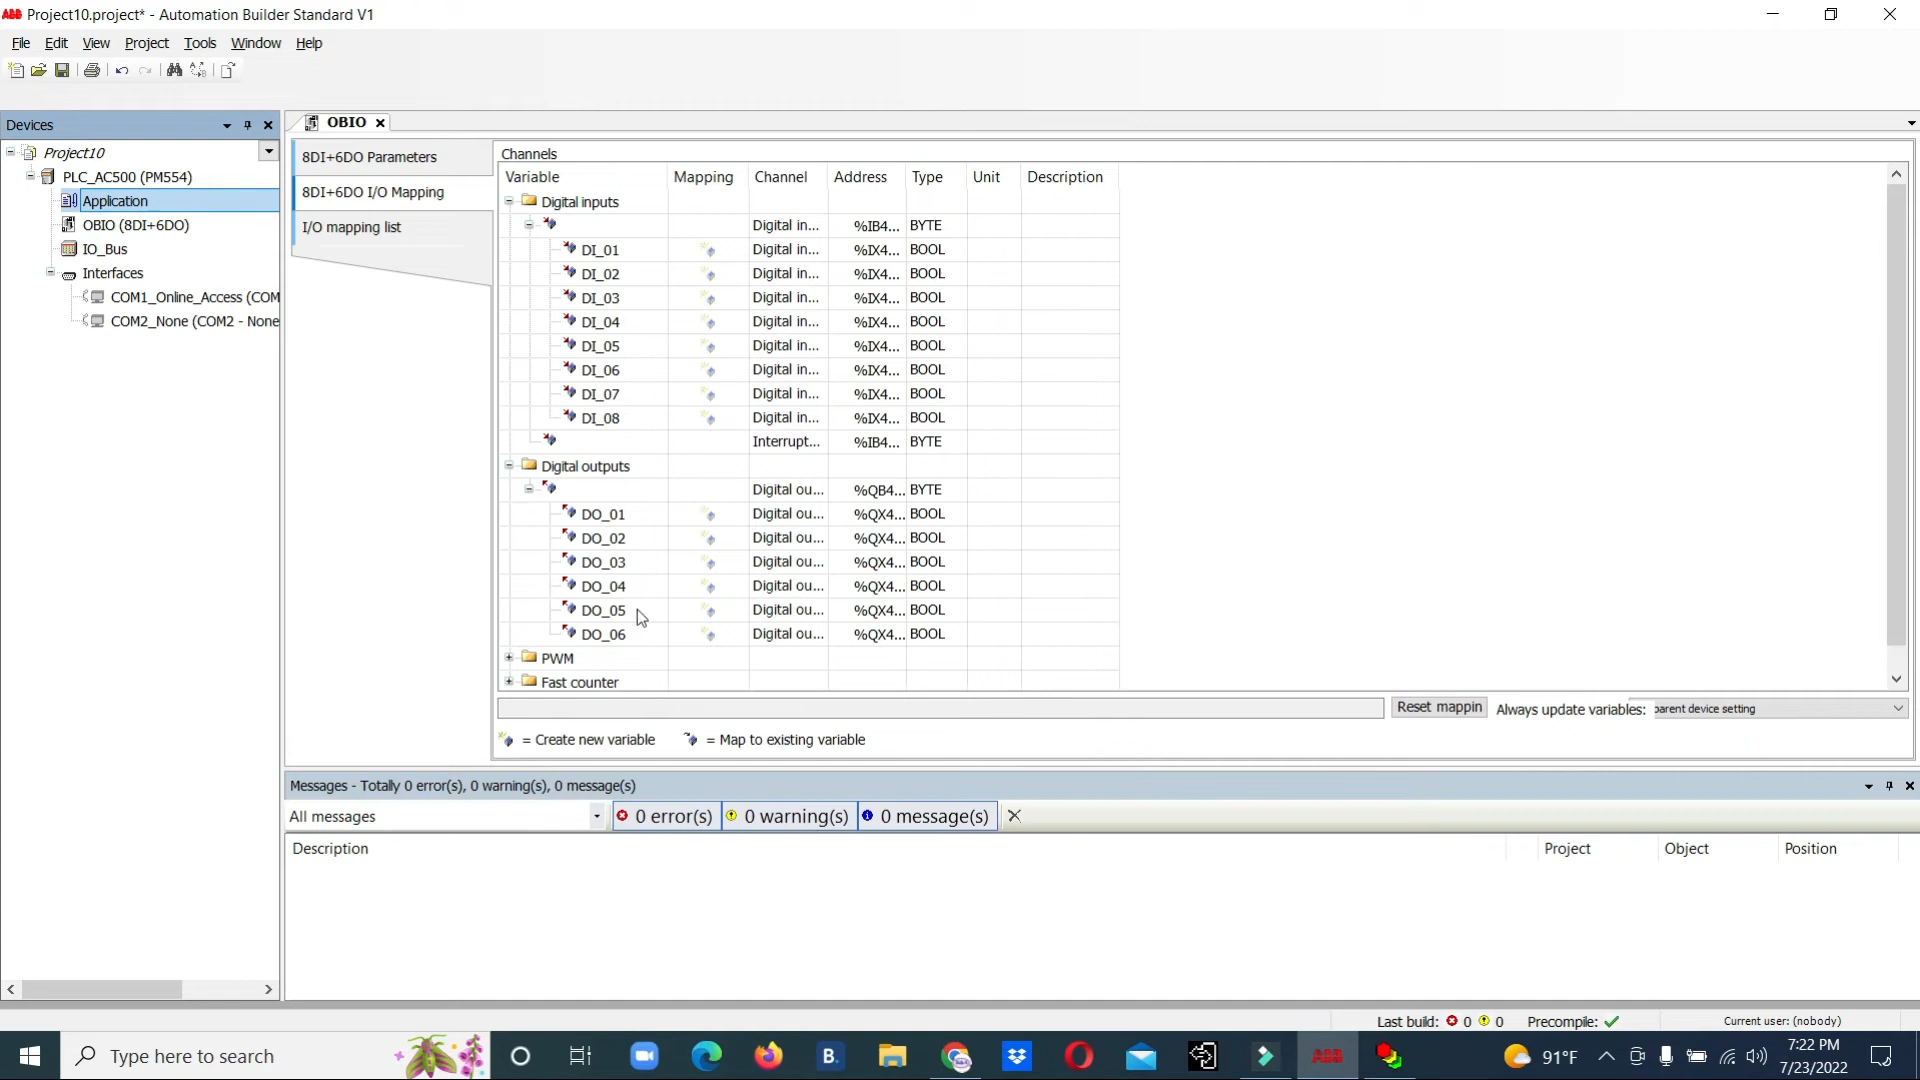 ABB Project10.project* - Automation Builder Standard V1
File Edit View Project Tools Window Help
Devices
Project10
PLC_AC500 (PM554)
Application
OBIO (8DI+6DO)
IO_Bus
Interfaces
COM1_Online_Access (COM
COM2_None (COM2 - None
OBIO
8DI+6DO Parameters
8DI+6DO I/O Mapping
I/O mapping list
Channels
Variable Mapping Channel Address Type Unit Description
Digital inputs
Digital in... %IB4... BYTE
DI_01 Digital in... %IX4... BOOL
DI_02 Digital in... %IX4... BOOL
DI_03 Digital in... %IX4... BOOL
DI_04 Digital in... %IX4... BOOL
DI_05 Digital in... %IX4... BOOL
DI_06 Digital in... %IX4... BOOL
DI_07 Digital in... %IX4... BOOL
DI_08 Digital in... %IX4... BOOL
Interrupt... %IB4... BYTE
Digital outputs
Digital ou... %QB4... BYTE
DO_01 Digital ou... %QX4... BOOL
DO_02 Digital ou... %QX4... BOOL
DO_03 Digital ou... %QX4... BOOL
DO_04 Digital ou... %QX4... BOOL
DO_05 Digital ou... %QX4... BOOL
DO_06 Digital ou... %QX4... BOOL
PWM
Fast counter
Reset mappin Always update variables: parent device setting
= Create new variable = Map to existing variable
Messages - Totally 0 error(s), 0 warning(s), 0 message(s)
All messages 0 error(s) 0 warning(s) 0 message(s)
Description Project Object Position
Last build: 0 0 Precompile: Current user: (nobody)
Type here to search B. ABB 91°F 7:22 PM
7/23/2022